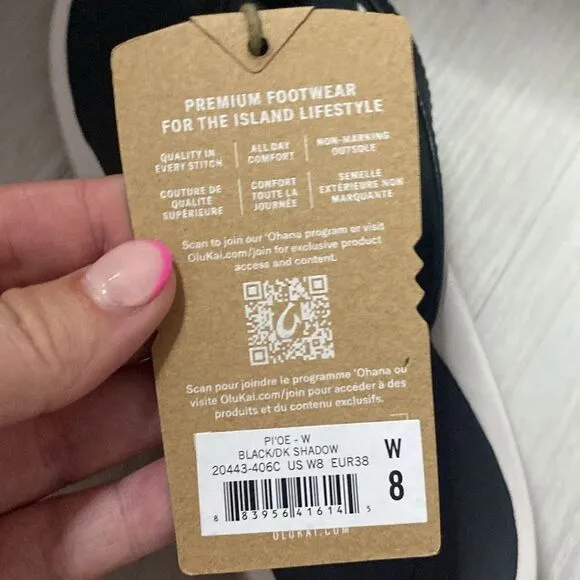 PREMIUM FOOTWEAR
FOR THE ISLAND LIFESTYLE
QUALITY IN
EVERY STITCH
ALL DAY
COMFORT
NON-MARKING
OUTSOLE
COUTURE DE
QUALITÉ
SUPÉRIEURE
CONFORT
TOUTE LA
JOURNÉE
SEMELLE
EXTÉRIEURE NON
MARQUANTE
Scan to join our 'Ohana program or visit
OluKai.com/join for exclusive product
access and content.
Scan pour joindre le programme 'Ohana ou
visite OluKai.com/join pour accéder à des
produits et du contenu exclusifs.
PI'OE - W
BLACK/DK SHADOW
20443-406C US W8 EUR38
W
8
8 83956 41614 5
OLUKAI.COM